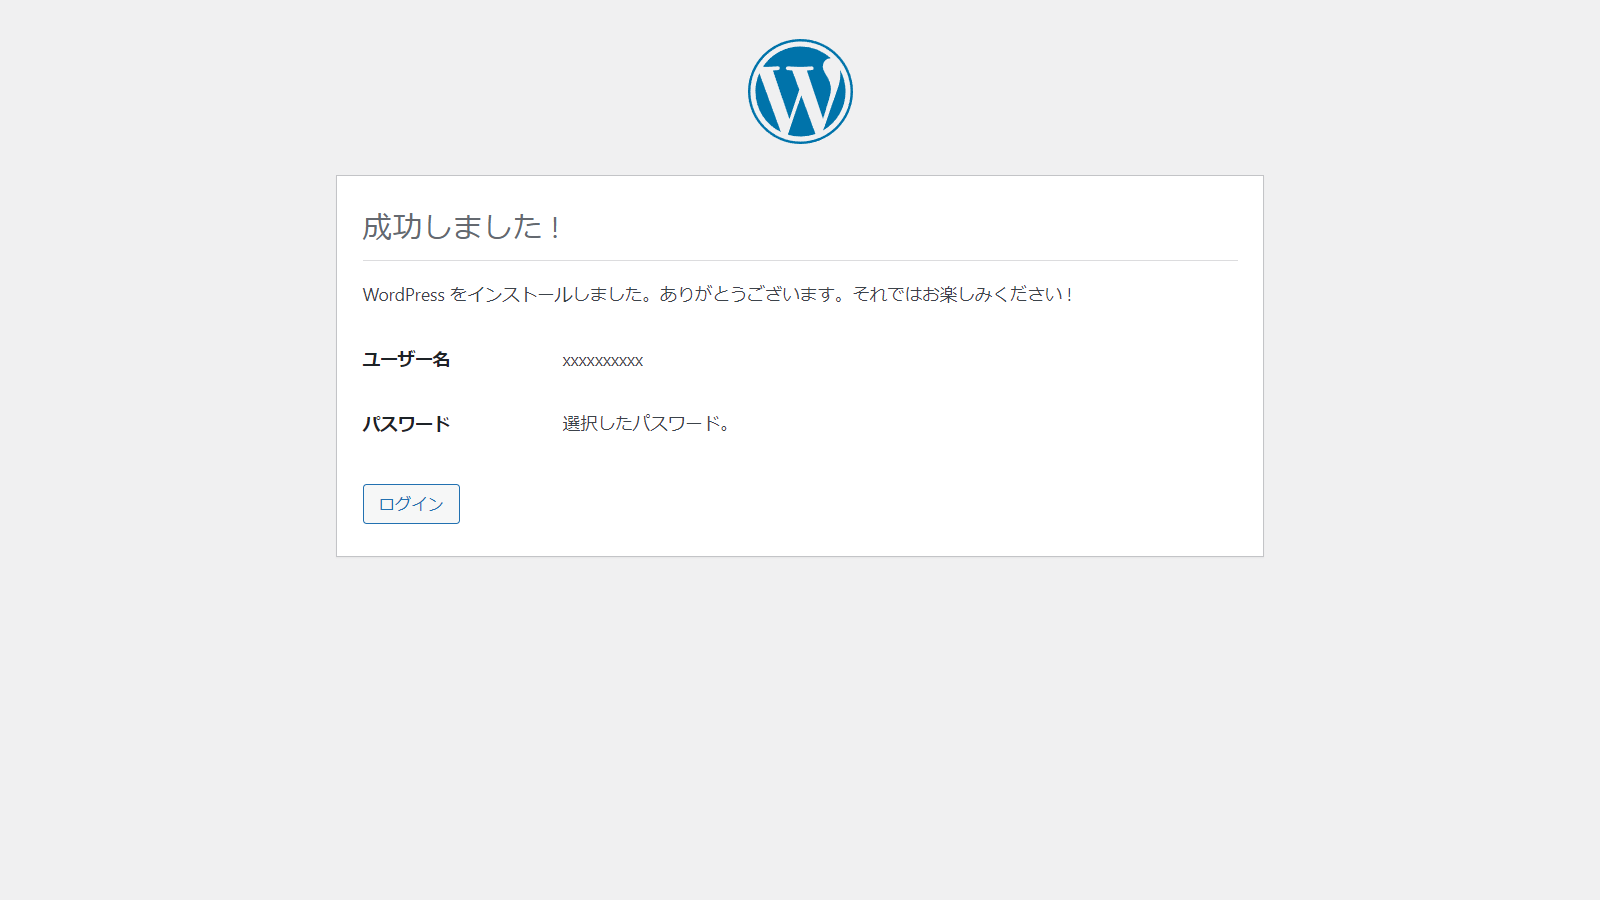 成功しました !
WordPress をインストールしました。ありがとうございます。それではお楽しみください !
ユーザー名 xxxxxxxxxx
パスワード 選択したパスワード。
ログイン